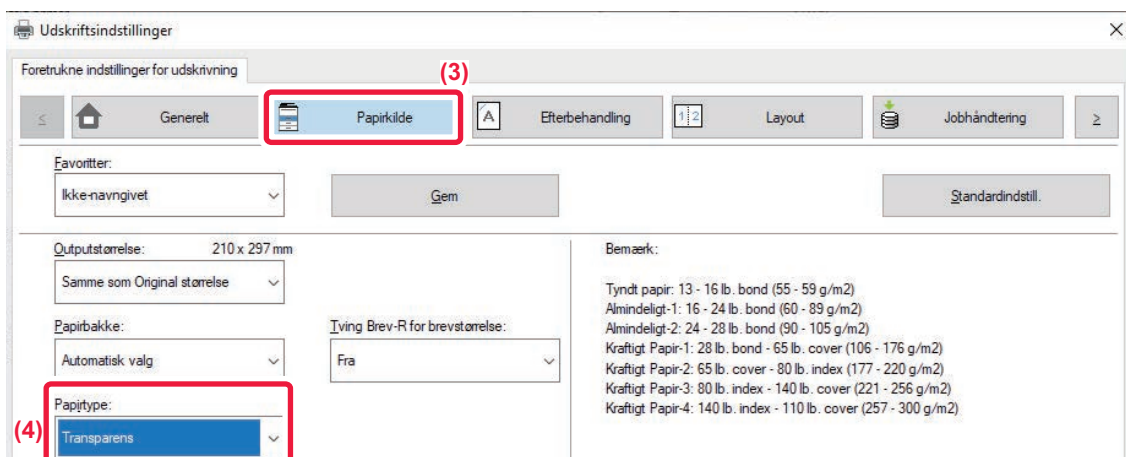 Udskriftsindstillinger
Foretrukne indstillinger for udskrivning
(3)
< Generelt Papirkilde A Efterbehandling 1 2 Layout Jobhåndtering >
Favoritter:
Ikke-navngivet Gem Standardindstill.
Outputstørrelse: 210 x 297 mm
Samme som Original størrelse
Papirbakke: Tving Brev-R for brevstørrelse:
Automatisk valg Fra
Papirtype:
(4) Transparens
Bemærk:
Tyndt papir: 13 - 16 lb. bond (55 - 59 g/m2)
Almindeligt-1: 16 - 24 lb. bond (60 - 89 g/m2)
Almindeligt-2: 24 - 28 lb. bond (90 - 105 g/m2)
Kraftigt Papir-1: 28 lb. bond - 65 lb. cover (106 - 176 g/m2)
Kraftigt Papir-2: 65 lb. cover - 80 lb. index (177 - 220 g/m2)
Kraftigt Papir-3: 80 lb. index - 140 lb. cover (221 - 256 g/m2)
Kraftigt Papir-4: 140 lb. index - 110 lb. cover (257 - 300 g/m2)